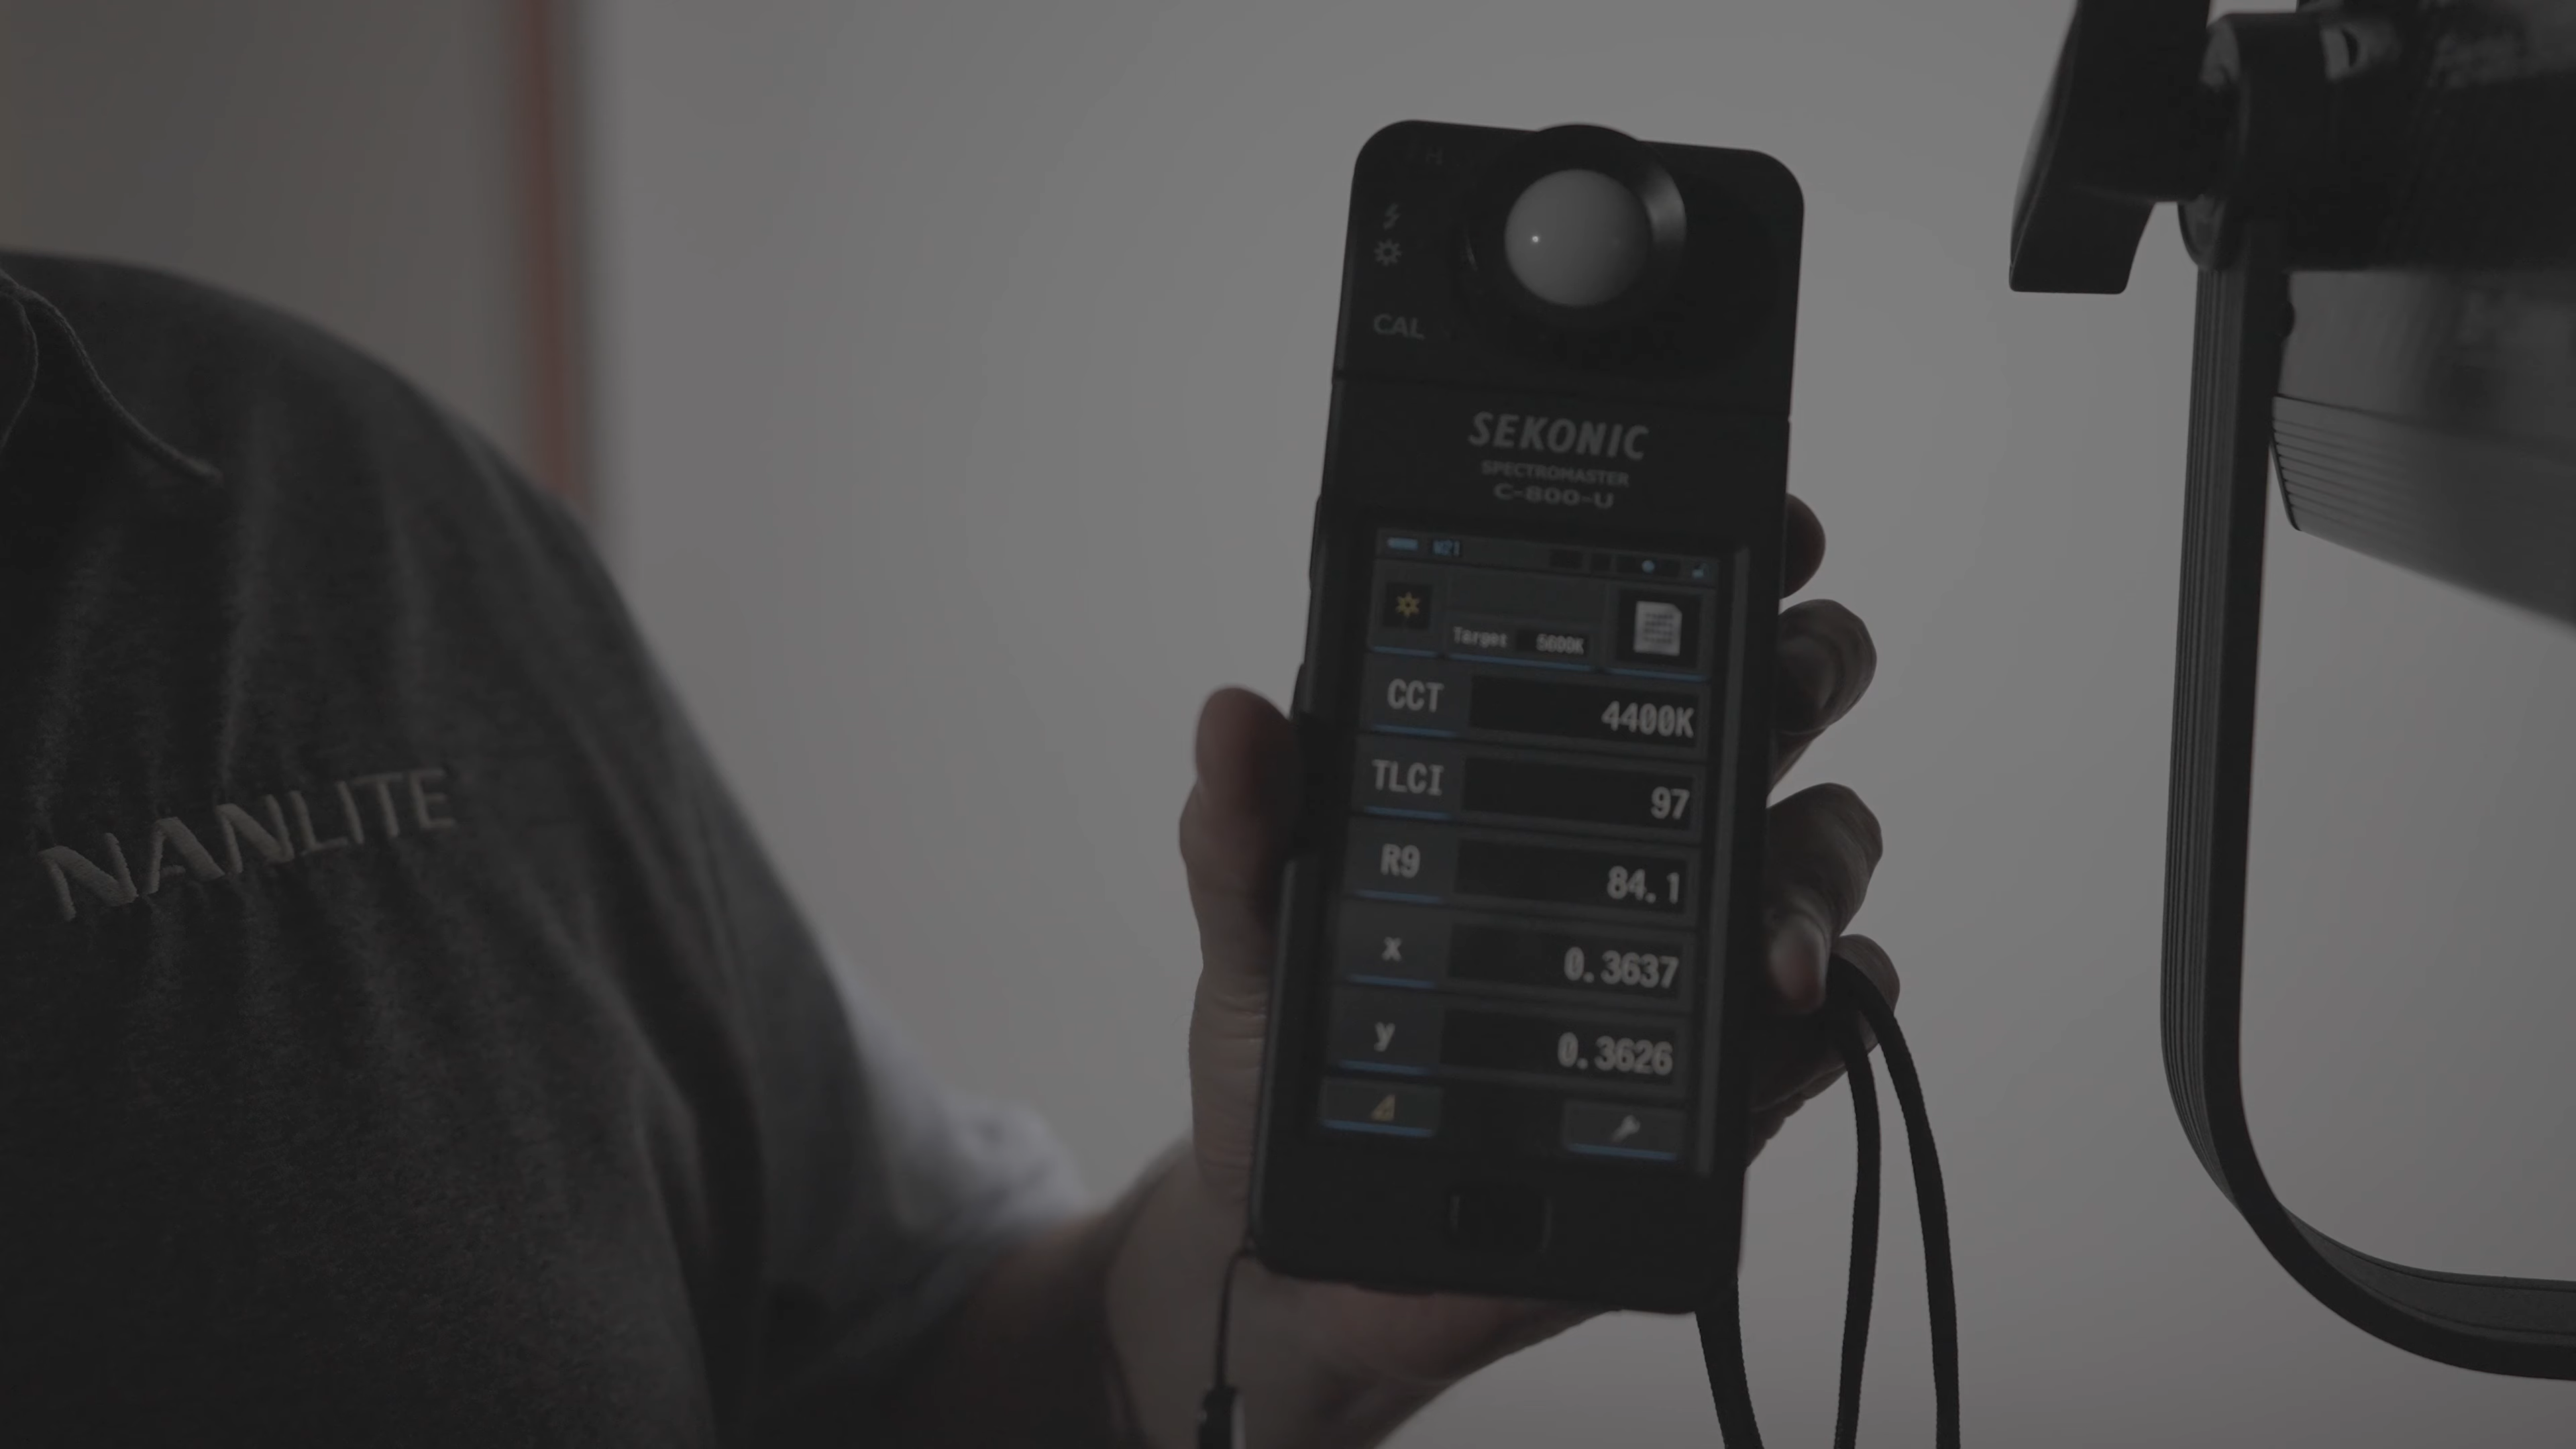 CAL
SEKONIC
SPECTROMASTER
C-800-U
Target 5600K
CCT 4400K
TLCI 97
R9 84.1
x 0.3637
y 0.3626
NANLITE